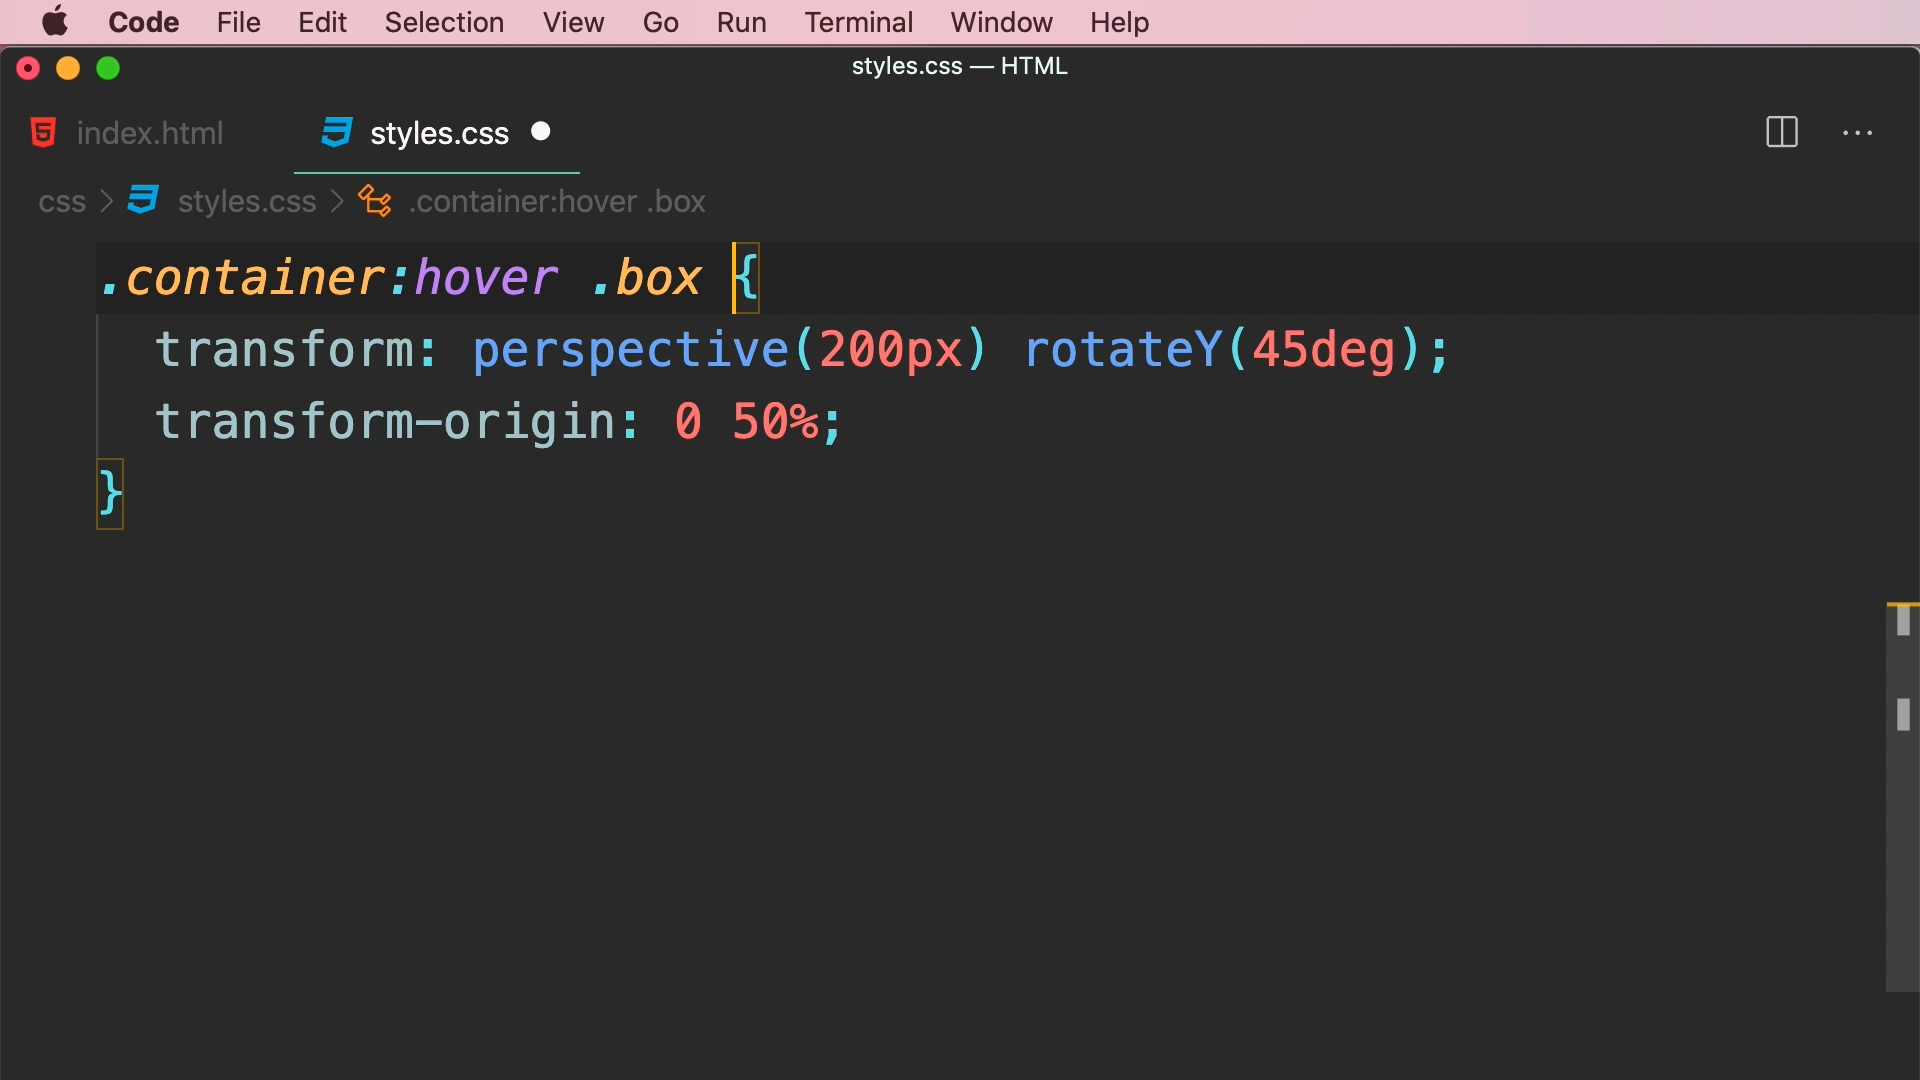 Code File Edit Selection View Go Run Terminal Window Help
styles.css — HTML
index.html styles.css
css > styles.css > .container:hover .box
.container:hover .box {
transform: perspective(200px) rotateY(45deg);
transform-origin: 0 50%;
}